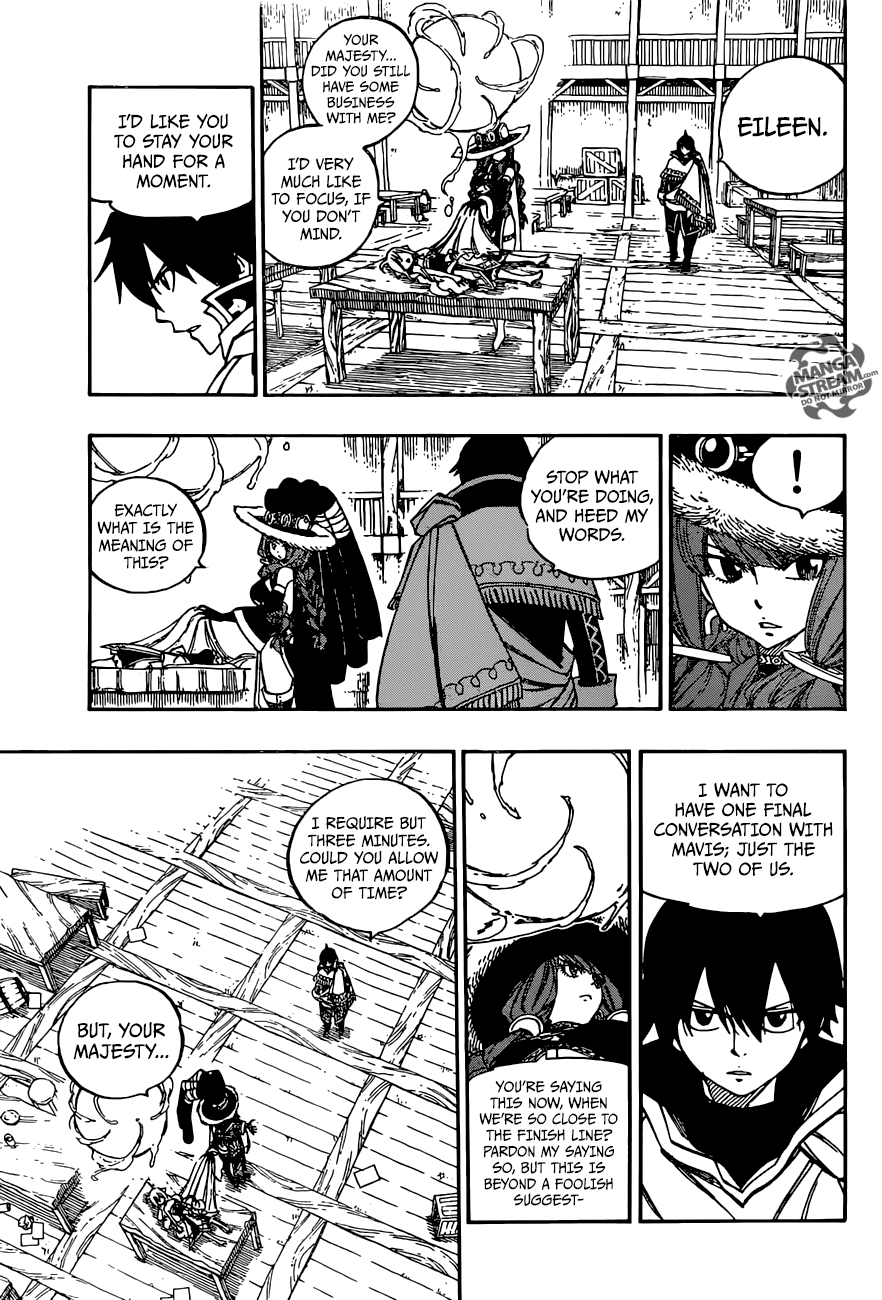 EILEEN.
YOUR
MAJESTY...
DID YOU STILL
HAVE SOME
BUSINESS
WITH ME?
I'D VERY
MUCH LIKE
TO FOCUS, IF
YOU DON'T
MIND.
I'D LIKE YOU
TO STAY YOUR
HAND FOR A
MOMENT.
MANGA
STREAM.com
DO NOT MIRROR
!
STOP WHAT
YOU'RE DOING,
AND HEED MY
WORDS.
EXACTLY
WHAT IS THE
MEANING OF
THIS?
I WANT TO
HAVE ONE FINAL
CONVERSATION WITH
MAVIS; JUST THE
TWO OF US.
YOU'RE SAYING
THIS NOW, WHEN
WE'RE SO CLOSE TO
THE FINISH LINE?
PARDON MY SAYING
SO, BUT THIS IS
BEYOND A FOOLISH
SUGGEST-
I REQUIRE BUT
THREE MINUTES.
COULD YOU ALLOW
ME THAT AMOUNT
OF TIME?
BUT, YOUR
MAJESTY...